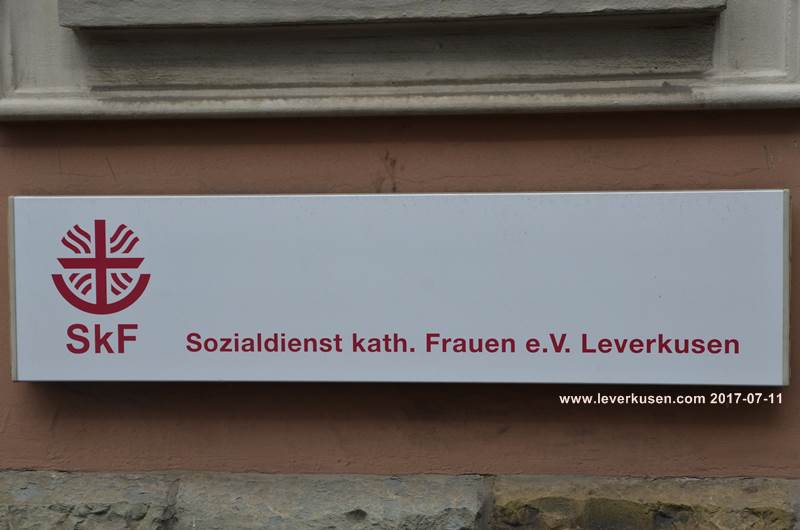 SkF
Sozialdienst kath. Frauen e.V. Leverkusen
www.leverkusen.com 2017-07-11